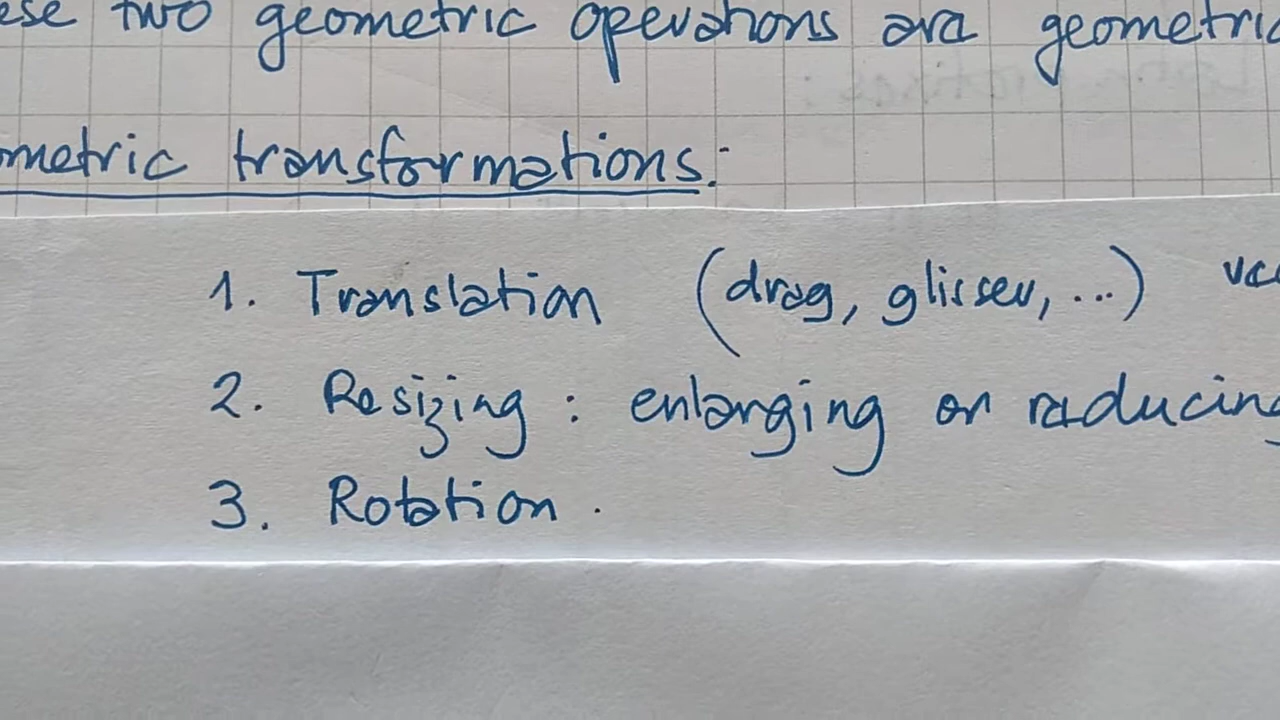 ese two geometric operations are geometric
ometric transformations:
1. Translation (drag, glisser, ...)
2. Resizing : enlarging or reducing
3. Rotation .